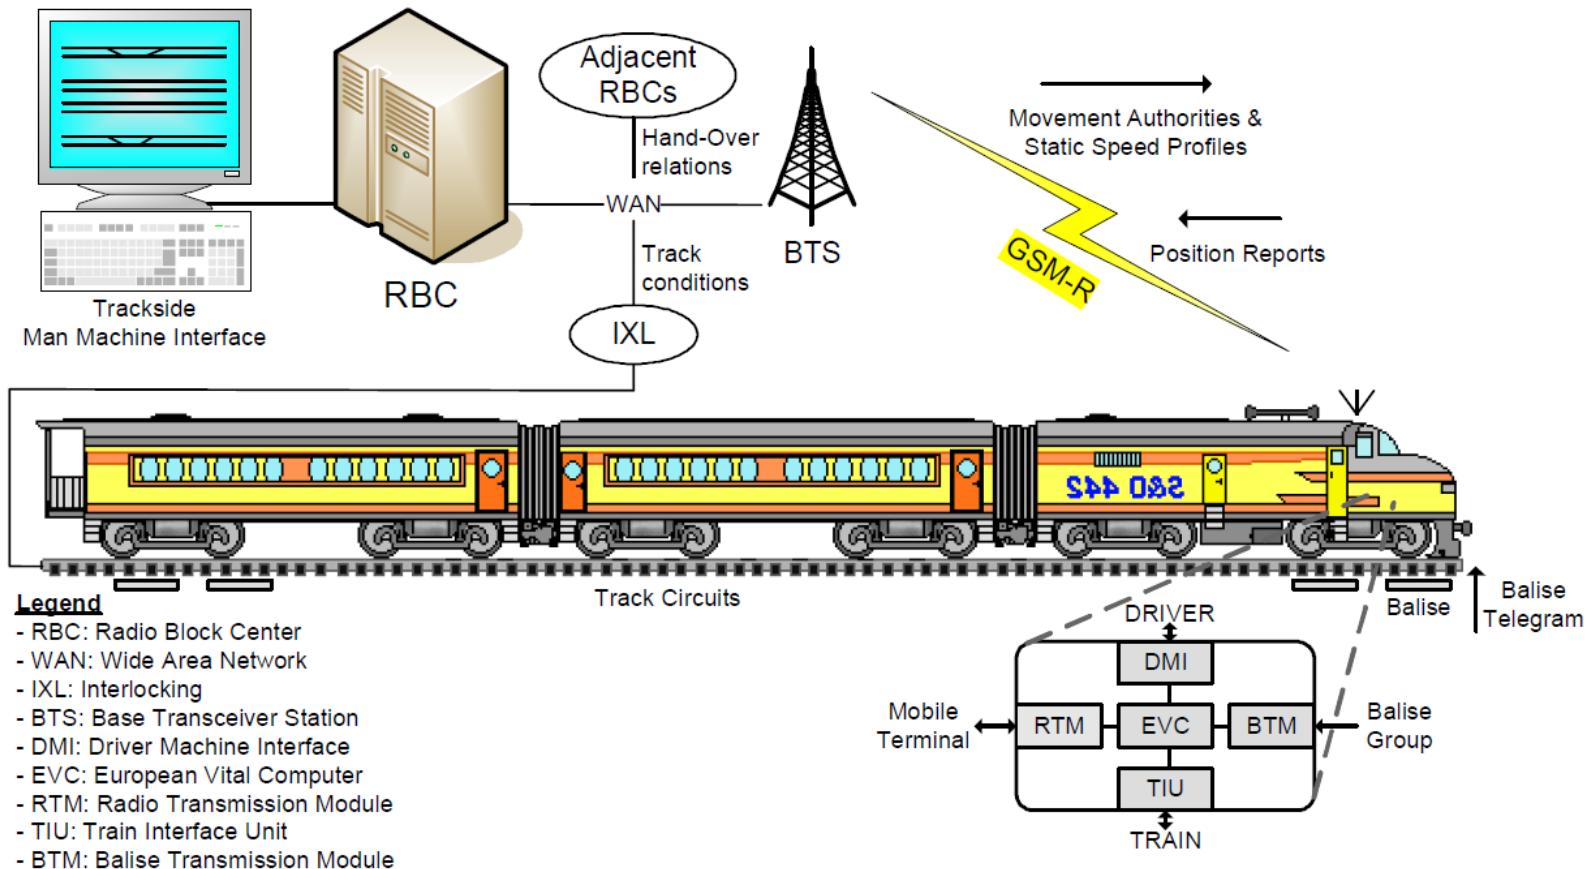 Adjacent
RBCs
Hand-Over
relations
WAN
Track
conditions
IXL
RBC
BTS
Trackside
Man Machine Interface
Movement Authorities &
Static Speed Profiles
GSM-R
Position Reports
S&O 442
Track Circuits
Balise
Balise
Telegram
Legend
- RBC: Radio Block Center
- WAN: Wide Area Network
- IXL: Interlocking
- BTS: Base Transceiver Station
- DMI: Driver Machine Interface
- EVC: European Vital Computer
- RTM: Radio Transmission Module
- TIU: Train Interface Unit
- BTM: Balise Transmission Module
DRIVER
DMI
Mobile
Terminal
RTM
EVC
BTM
Balise
Group
TIU
TRAIN